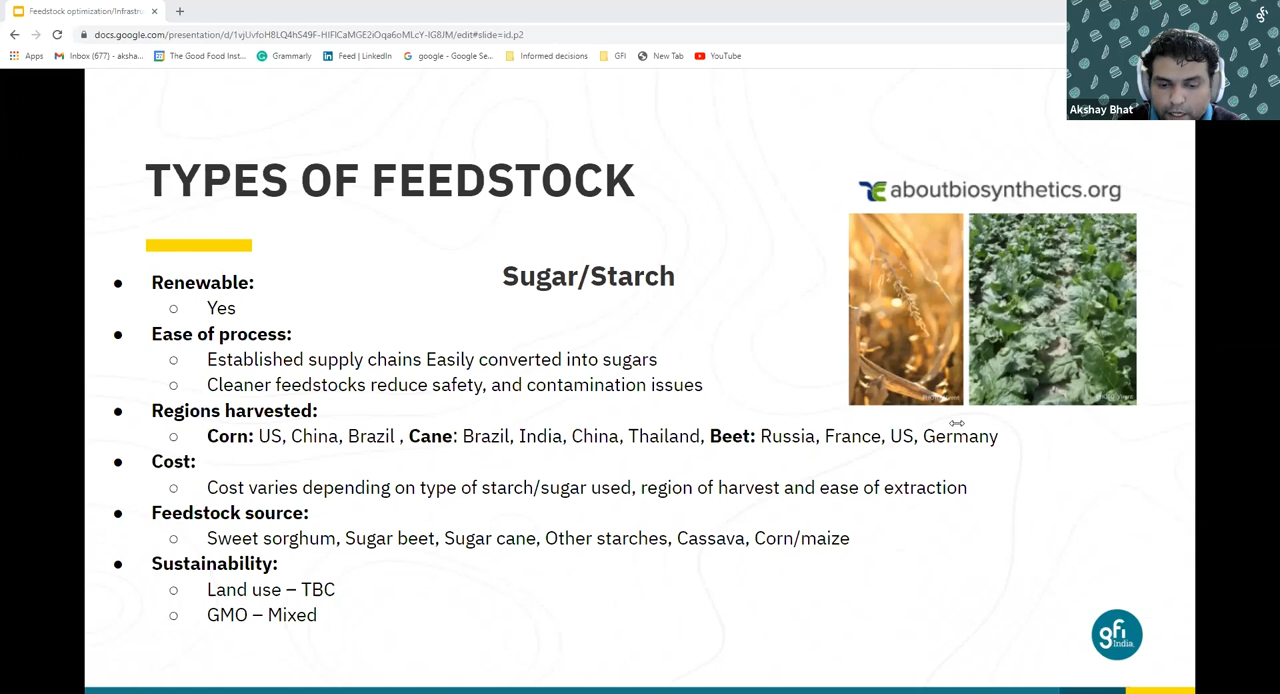 Feedstock optimization/Infrastru
docs.google.com/presentation/d/1vjUvfoH8LQ4hS49F-HIFlCaMGE2iOqa6oMLcY-IG8JM/edit#slide=id.p2
Apps
Inbox (677) - aksha...
The Good Food Inst...
Grammarly
Feed | LinkedIn
google - Google Se...
Informed decisions
GFI
New Tab
YouTube
gfi
Akshay Bhat
TYPES OF FEEDSTOCK
aboutbiosynthetics.org
Sugar/Starch
● Renewable:
○ Yes
● Ease of process:
○ Established supply chains Easily converted into sugars
○ Cleaner feedstocks reduce safety, and contamination issues
● Regions harvested:
○ Corn: US, China, Brazil , Cane: Brazil, India, China, Thailand, Beet: Russia, France, US, Germany
● Cost:
○ Cost varies depending on type of starch/sugar used, region of harvest and ease of extraction
● Feedstock source:
○ Sweet sorghum, Sugar beet, Sugar cane, Other starches, Cassava, Corn/maize
● Sustainability:
○ Land use – TBC
○ GMO – Mixed
gfi
India